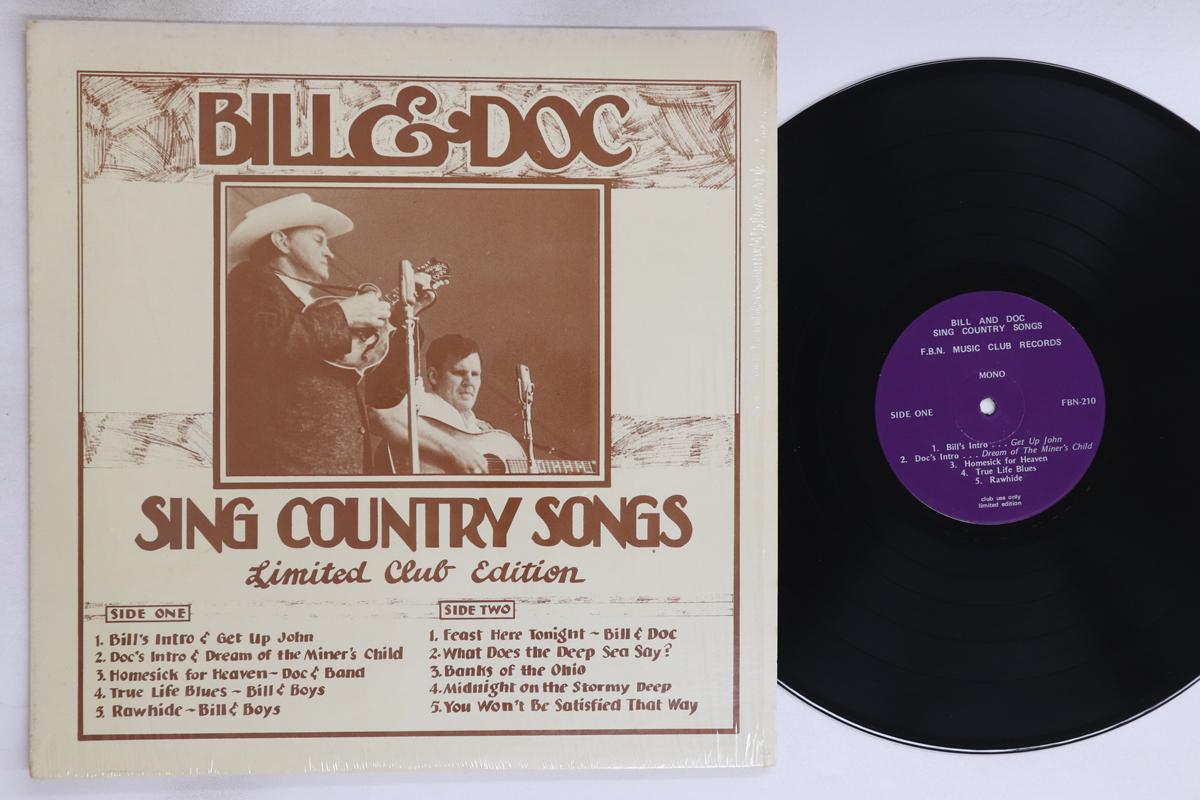 BILL & DOC
SING COUNTRY SONGS
Limited Club Edition
SIDE ONE
1. Bill's Intro & Get Up John
2. Doc's Intro & Dream of the Miner's Child
3. Homesick for Heaven ~ Doc & Band
4. True Life Blues ~ Bill & Boys
5. Rawhide ~ Bill & Boys
SIDE TWO
1. Feast Here Tonight ~ Bill & Doc
2. What Does the Deep Sea Say?
3. Banks of the Ohio
4. Midnight on the Stormy Deep
5. You Won't Be Satisfied That Way
BILL AND DOC
SING COUNTRY SONGS
F.B.N. MUSIC CLUB RECORDS
MONO
SIDE ONE
FBN-210
1. Bill's Intro . . . Get Up John
2. Doc's Intro . . . Dream of The Miner's Child
3. Homesick for Heaven
4. True Life Blues
5. Rawhide
club use only
limited edition